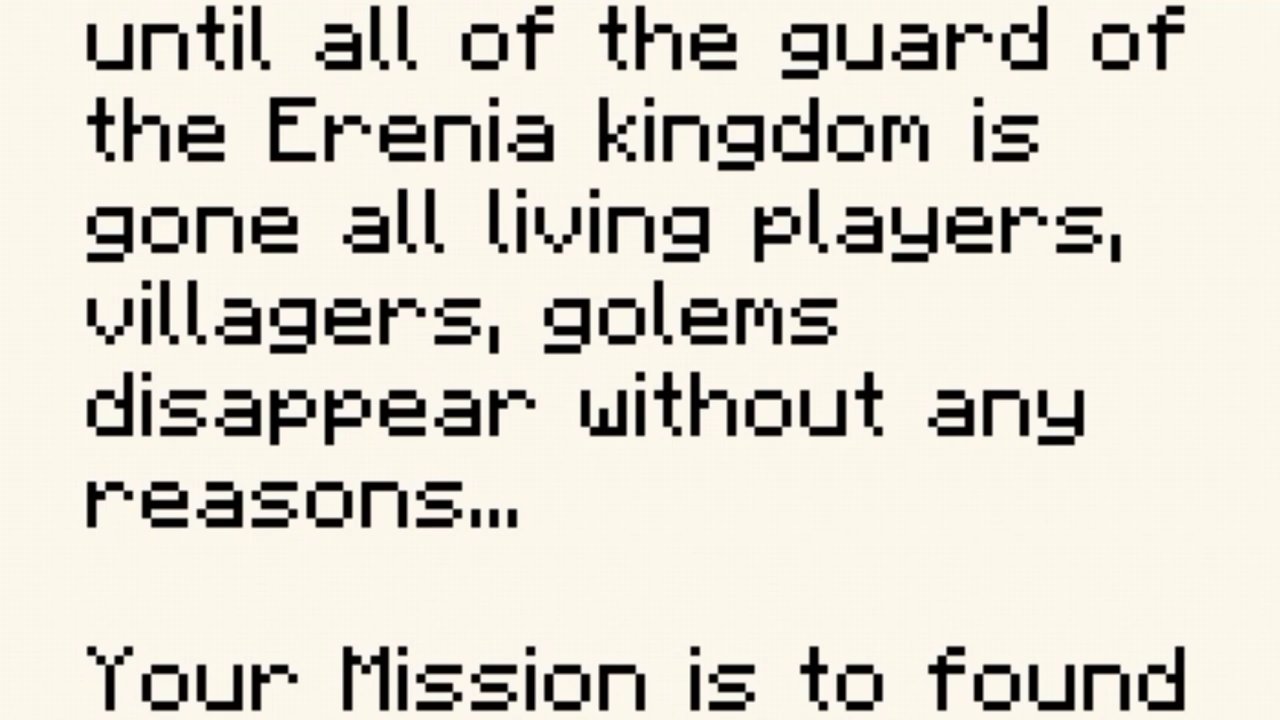 until all of the guard of
the Erenia kingdom is
gone all living players,
villagers, golems
disappear without any
reasons...
Your Mission is to found